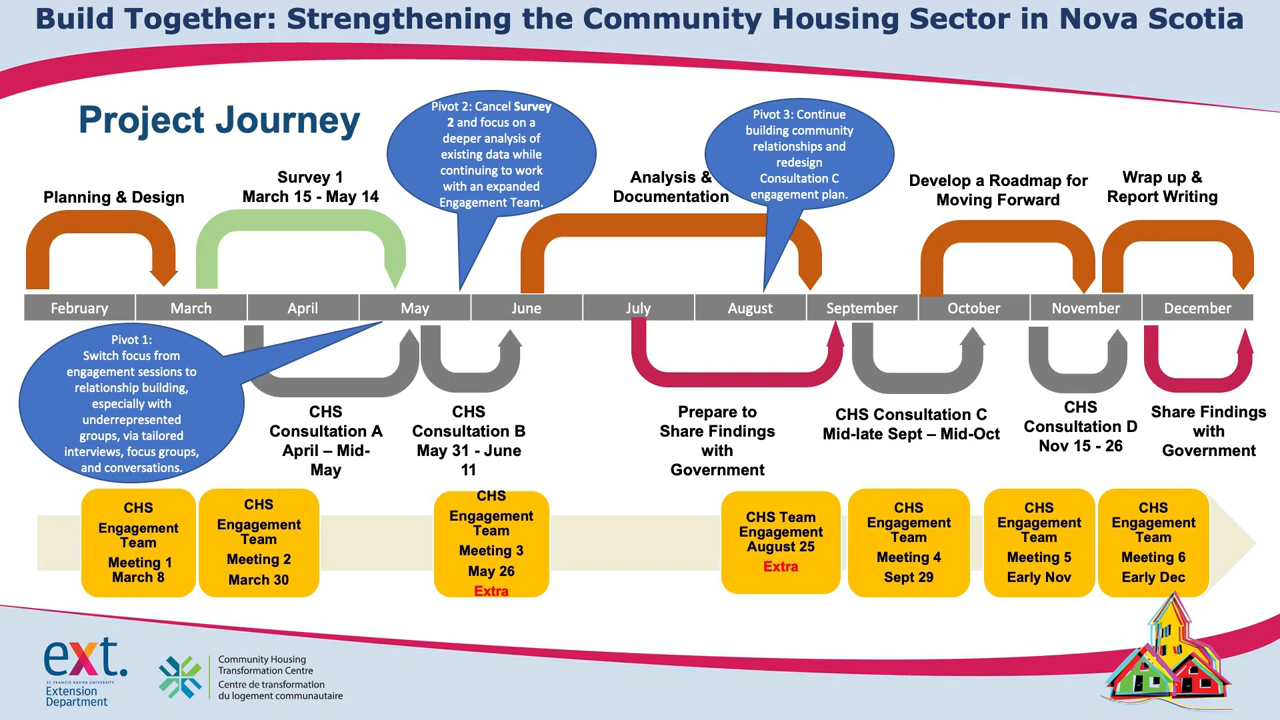 Build Together: Strengthening the Community Housing Sector in Nova Scotia
Project Journey
Planning & Design
Survey 1
March 15 - May 14
Pivot 2: Cancel Survey
2 and focus on a
deeper analysis of
existing data while
continuing to work
with an expanded
Engagement Team.
Analysis &
Documentation
Pivot 3: Continue
building community
relationships and
redesign
Consultation C
engagement plan.
Develop a Roadmap for
Moving Forward
Wrap up &
Report Writing
February
March
April
May
June
July
August
September
October
November
December
Pivot 1:
Switch focus from
engagement sessions to
relationship building,
especially with
underrepresented
groups, via tailored
interviews, focus groups,
and conversations.
CHS
Consultation A
April – Mid-
May
CHS
Consultation B
May 31 - June
11
Prepare to
Share Findings
with
Government
CHS Consultation C
Mid-late Sept – Mid-Oct
CHS
Consultation D
Nov 15 - 26
Share Findings
with
Government
CHS
Engagement
Team
Meeting 1
March 8
CHS
Engagement
Team
Meeting 2
March 30
CHS
Engagement
Team
Meeting 3
May 26
Extra
CHS Team
Engagement
August 25
Extra
CHS
Engagement
Team
Meeting 4
Sept 29
CHS
Engagement
Team
Meeting 5
Early Nov
CHS
Engagement
Team
Meeting 6
Early Dec
ext.
ST. FRANCIS XAVIER UNIVERSITY
Extension
Department
Community Housing
Transformation Centre
Centre de transformation
du logement communautaire